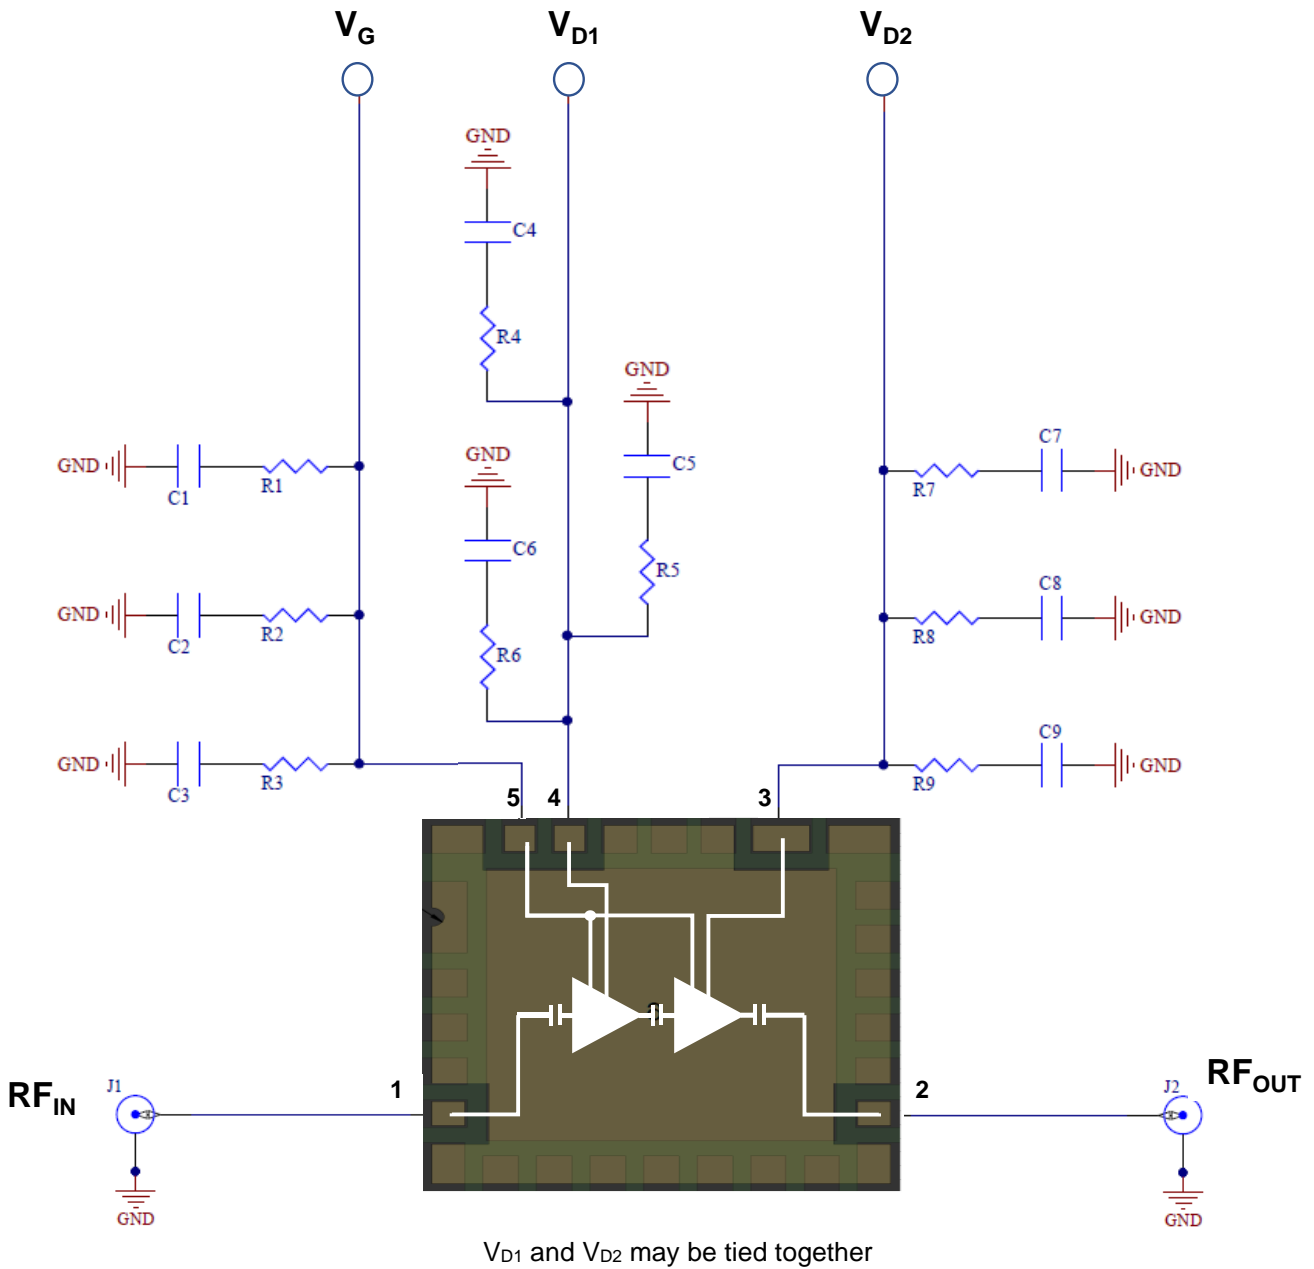 VG
VD1
VD2
GND
C4
R4
GND
C5
R5
GND
C6
R6
GND
C1
R1
GND
C2
R2
GND
C3
R3
C7
R7
GND
C8
R8
GND
C9
R9
GND
5
4
3
RFIN
J1
GND
1
2
RFOUT
J2
GND
VD1 and VD2 may be tied together